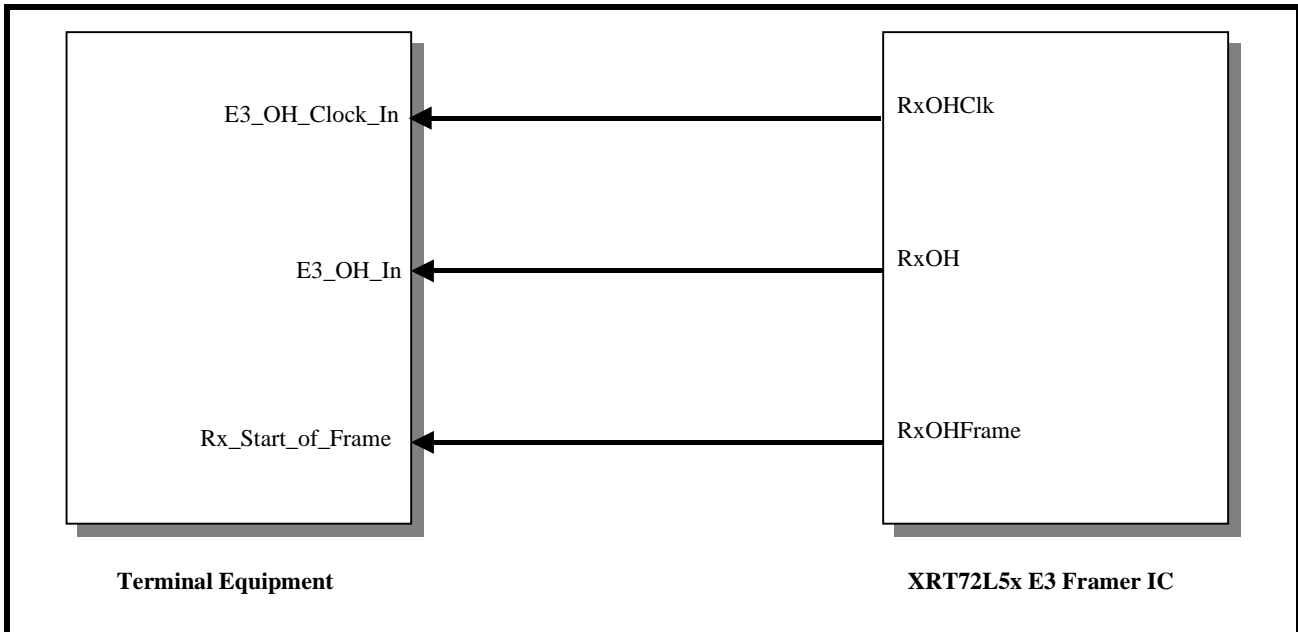 E3_OH_Clock_In
RxOHClk
E3_OH_In
RxOH
Rx_Start_of_Frame
RxOHFrame
Terminal Equipment
XRT72L5x E3 Framer IC